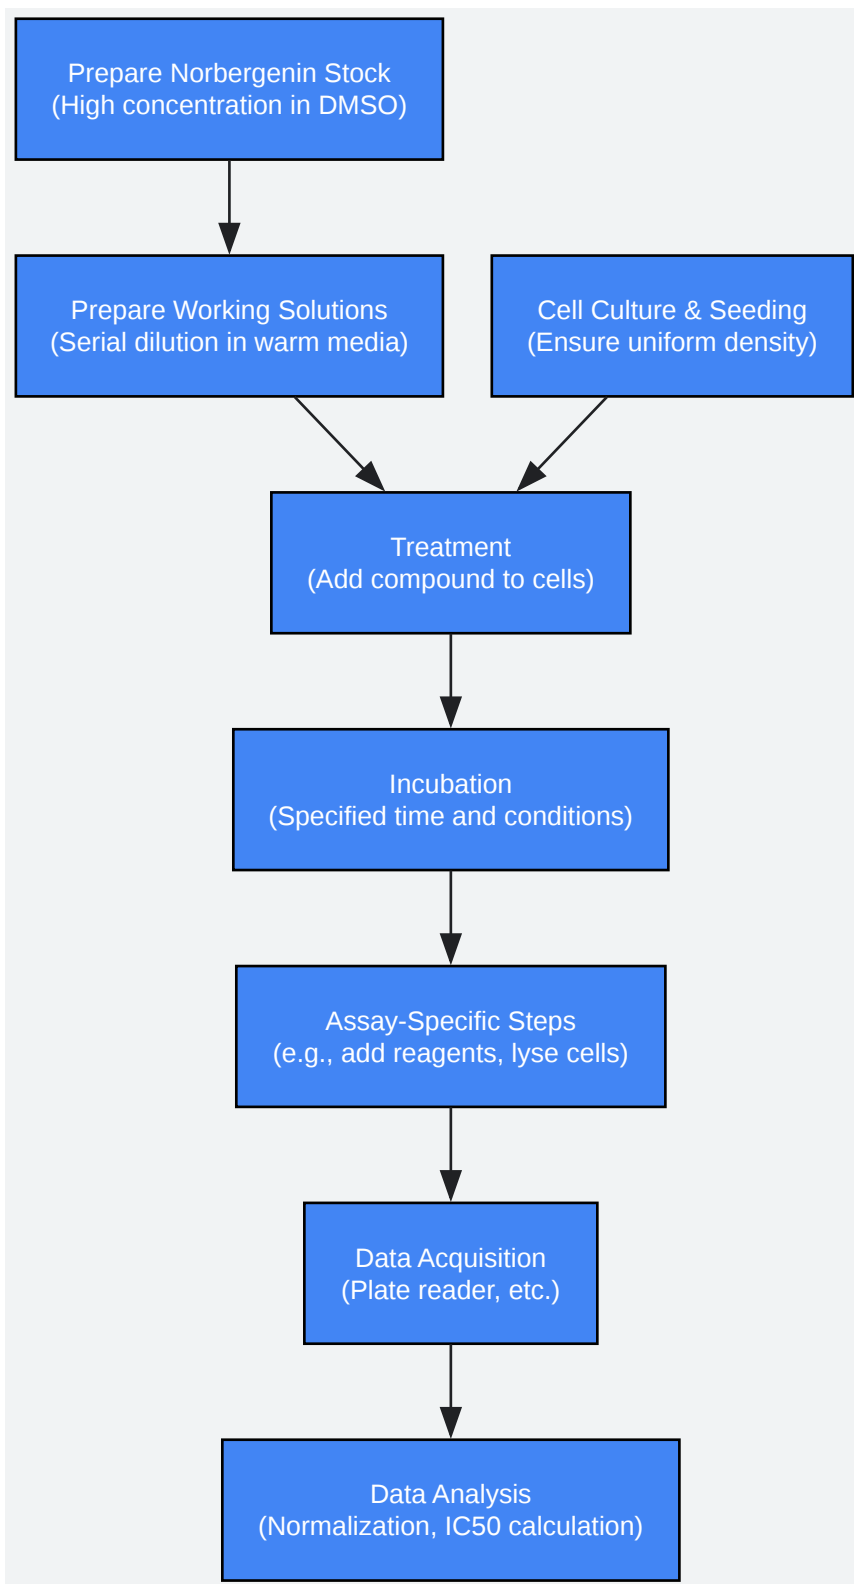 Prepare Norbergenin Stock
(High concentration in DMSO)
Prepare Working Solutions
(Serial dilution in warm media)
Cell Culture & Seeding
(Ensure uniform density)
Treatment
(Add compound to cells)
Incubation
(Specified time and conditions)
Assay-Specific Steps
(e.g., add reagents, lyse cells)
Data Acquisition
(Plate reader, etc.)
Data Analysis
(Normalization, IC50 calculation)